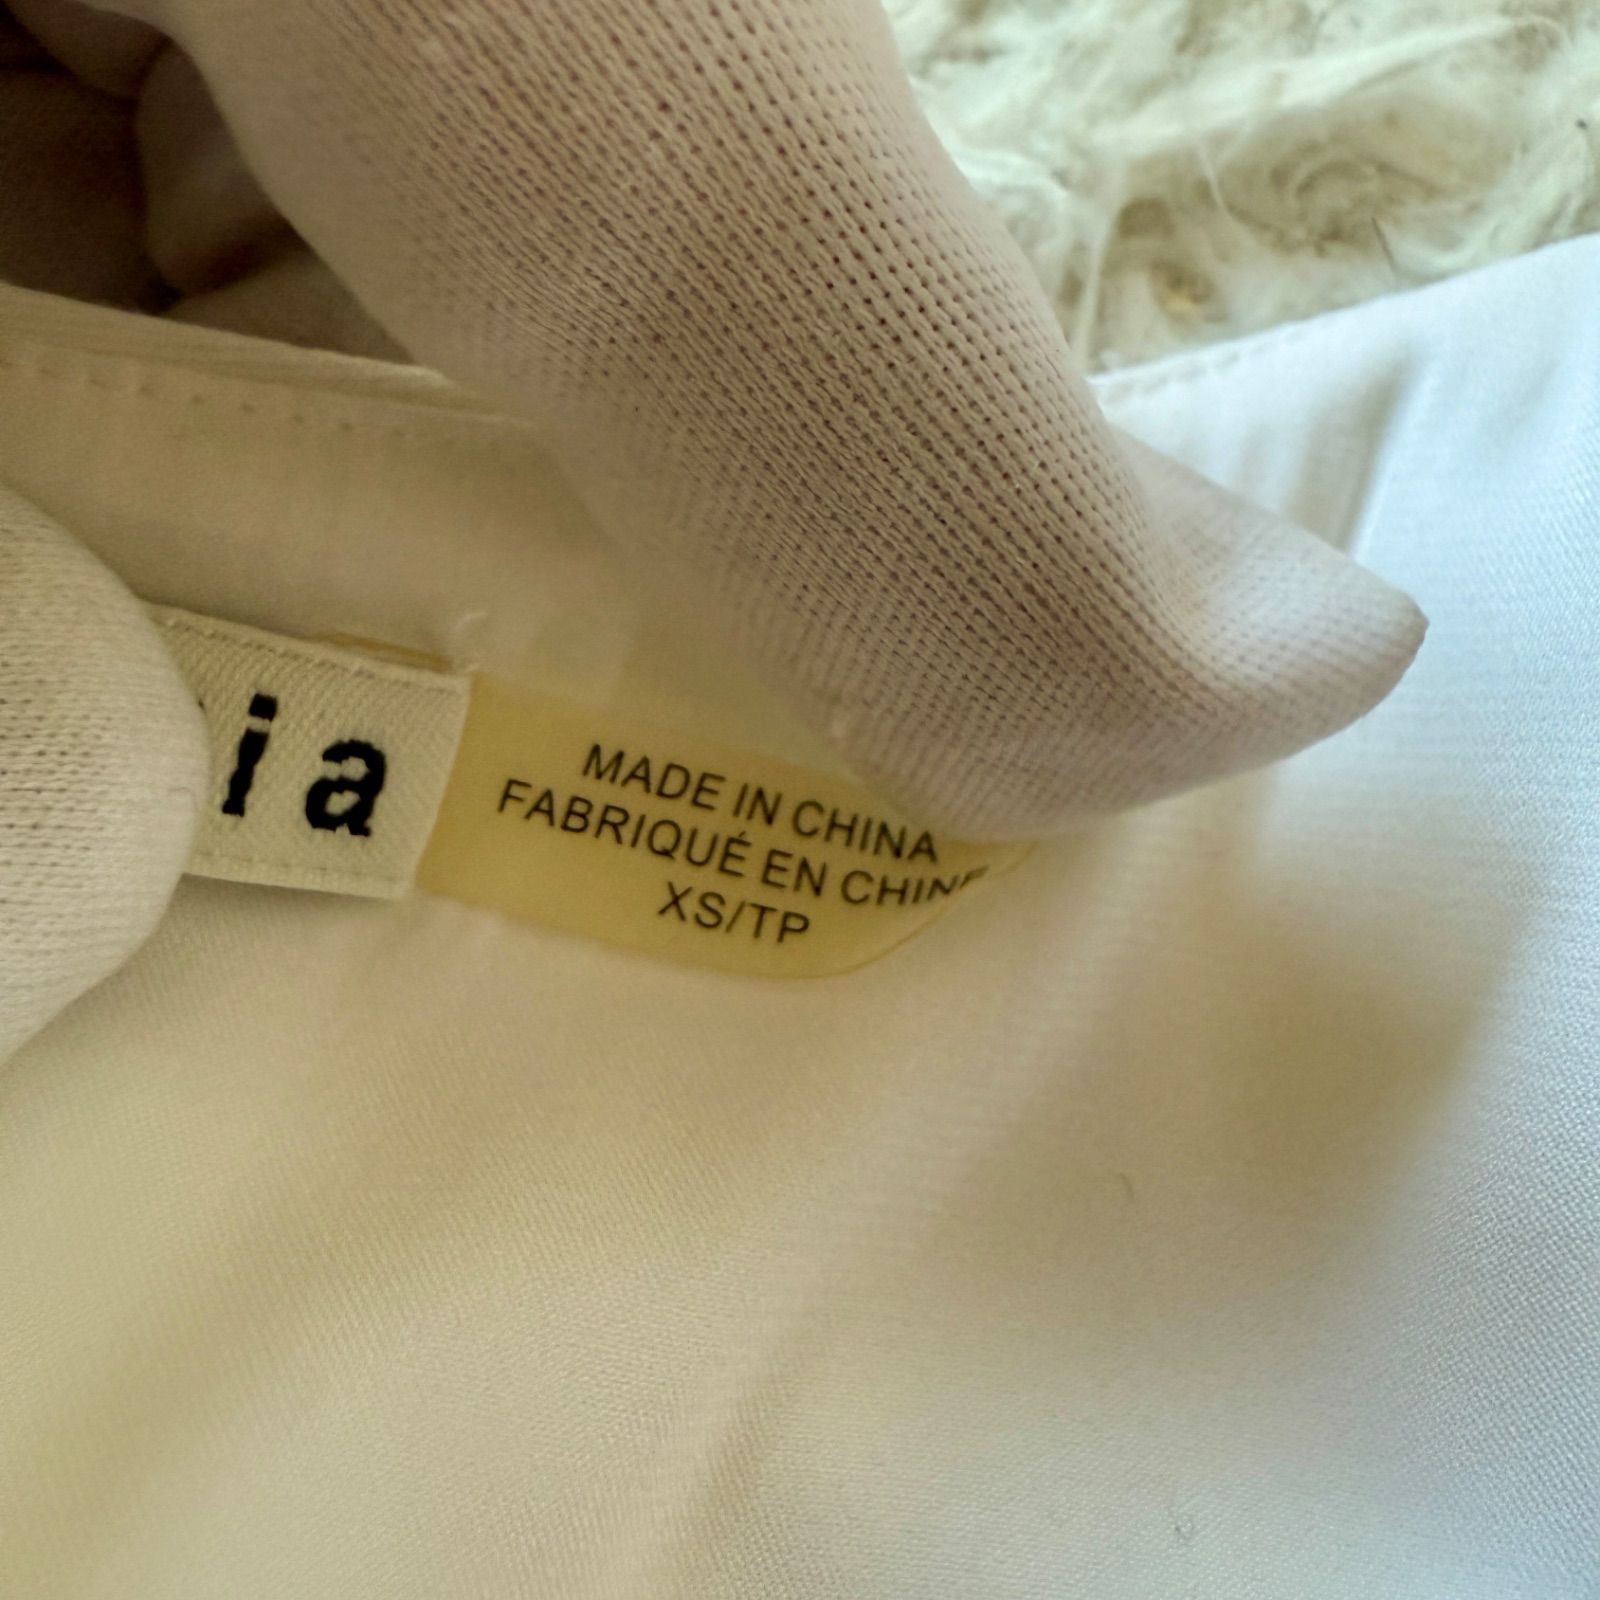 ia
MADE IN CHINA
FABRIQUÉ EN CHINE
XS/TP